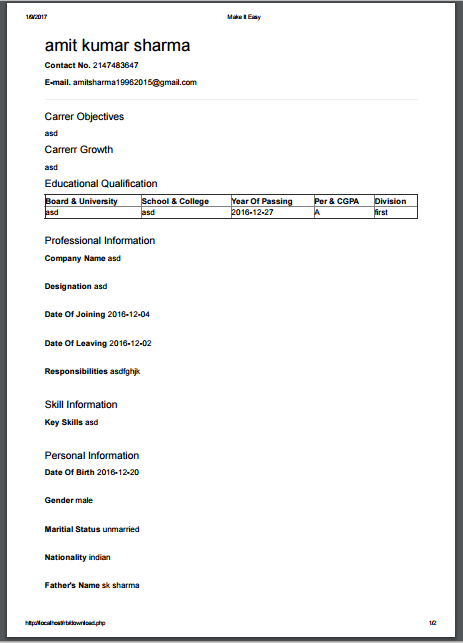 1/9/2017 Make It Easy
amit kumar sharma
Contact No. 2147483647
E-mail. amitsharma19962015@gmail.com
Carrer Objectives
asd
Carrerr Growth
asd
Educational Qualification
Board & University School & College Year Of Passing Per & CGPA Division
asd asd 2016-12-27 A first
Professional Information
Company Name asd
Designation asd
Date Of Joining 2016-12-04
Date Of Leaving 2016-12-02
Responsibilities asdfghjk
Skill Information
Key Skills asd
Personal Information
Date Of Birth 2016-12-20
Gender male
Maritial Status unmarried
Nationality indian
Father's Name sk sharma
http://localhost/rb/download.php 1/2